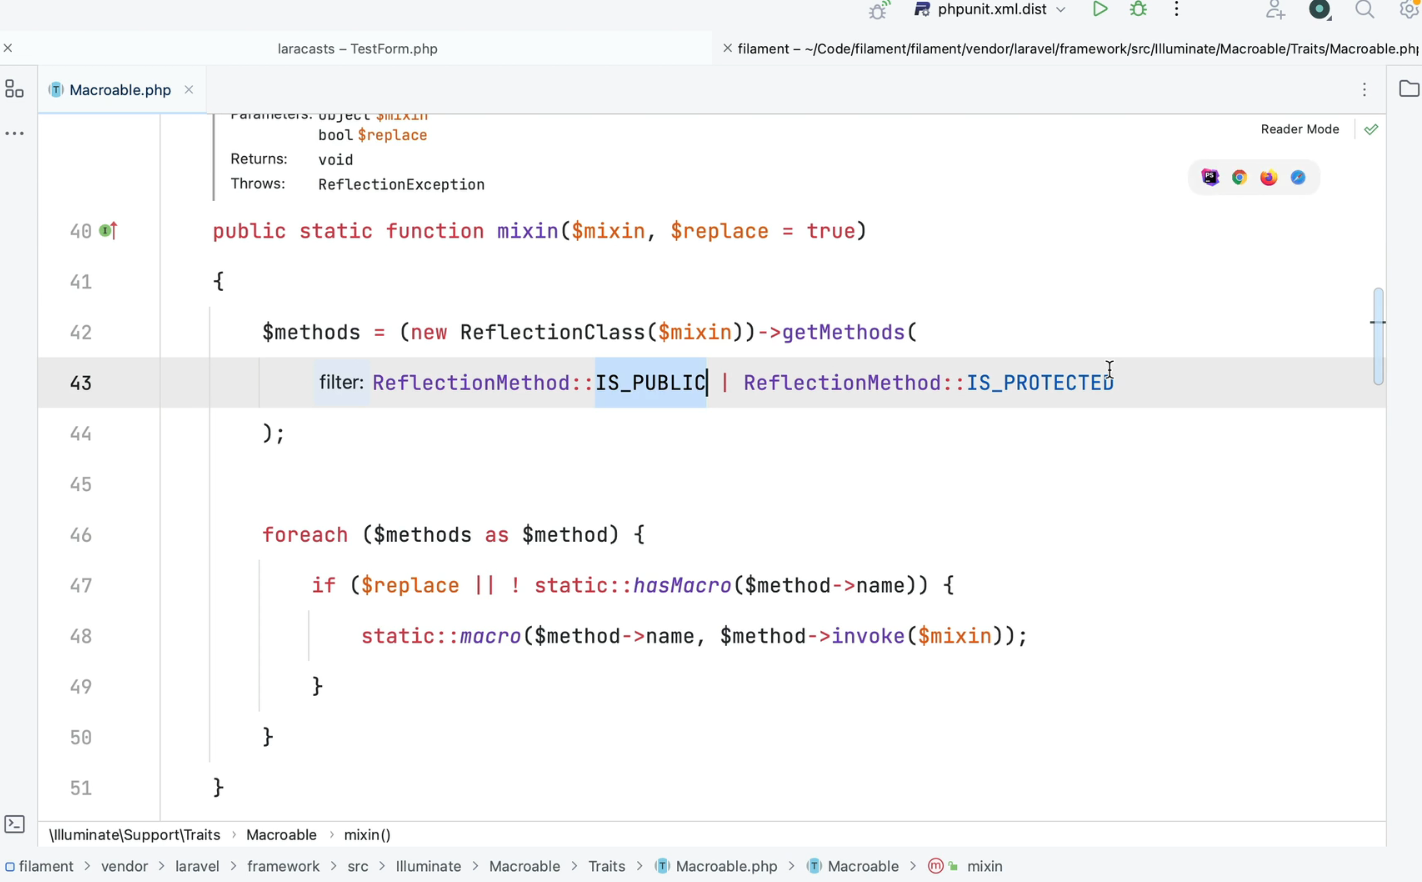 phpunit.xml.dist
laracasts – TestForm.php
filament – ~/Code/filament/filament/vendor/laravel/framework/src/Illuminate/Macroable/Traits/Macroable.php
Macroable.php
Reader Mode
Parameters: object $mixin
bool $replace
Returns: void
Throws: ReflectionException
40 public static function mixin($mixin, $replace = true)
41 {
42 $methods = (new ReflectionClass($mixin))->getMethods(
43 filter: ReflectionMethod::IS_PUBLIC | ReflectionMethod::IS_PROTECTED
44 );
45
46 foreach ($methods as $method) {
47 if ($replace || ! static::hasMacro($method->name)) {
48 static::macro($method->name, $method->invoke($mixin));
49 }
50 }
51 }
\Illuminate\Support\Traits › Macroable › mixin()
filament > vendor > laravel > framework > src > Illuminate > Macroable > Traits > Macroable.php > Macroable > mixin